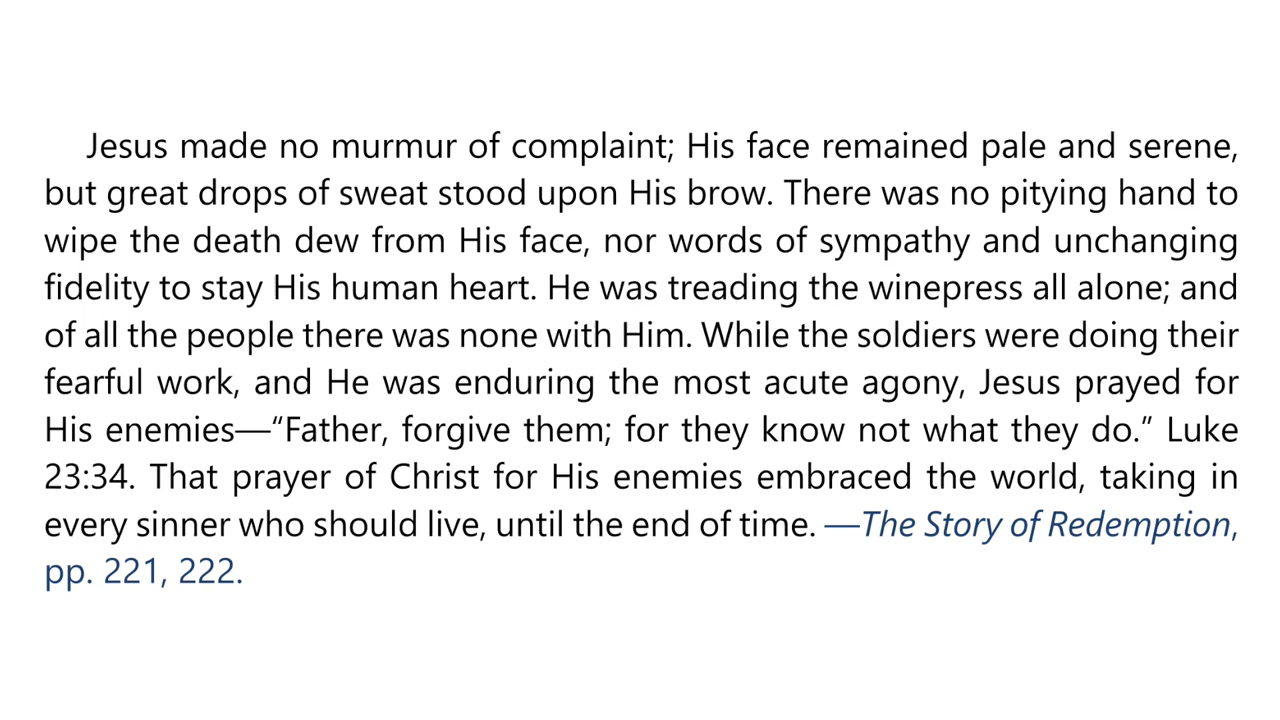 Jesus made no murmur of complaint; His face remained pale and serene,
but great drops of sweat stood upon His brow. There was no pitying hand to
wipe the death dew from His face, nor words of sympathy and unchanging
fidelity to stay His human heart. He was treading the winepress all alone; and
of all the people there was none with Him. While the soldiers were doing their
fearful work, and He was enduring the most acute agony, Jesus prayed for
His enemies—“Father, forgive them; for they know not what they do.” Luke
23:34. That prayer of Christ for His enemies embraced the world, taking in
every sinner who should live, until the end of time. —The Story of Redemption,
pp. 221, 222.